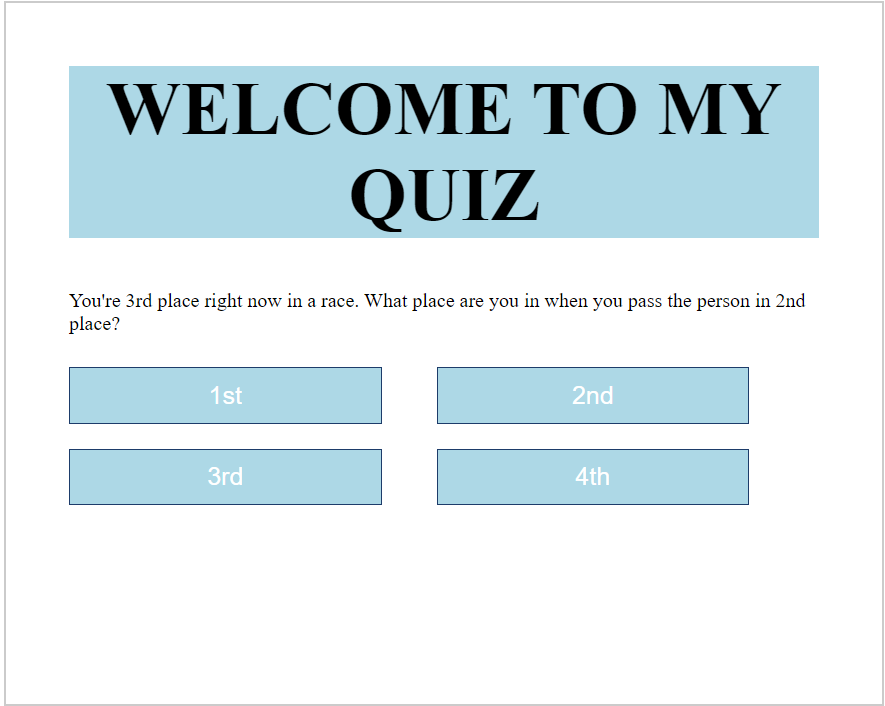 WELCOME TO MY
QUIZ
You're 3rd place right now in a race. What place are you in when you pass the person in 2nd
place?
1st
2nd
3rd
4th